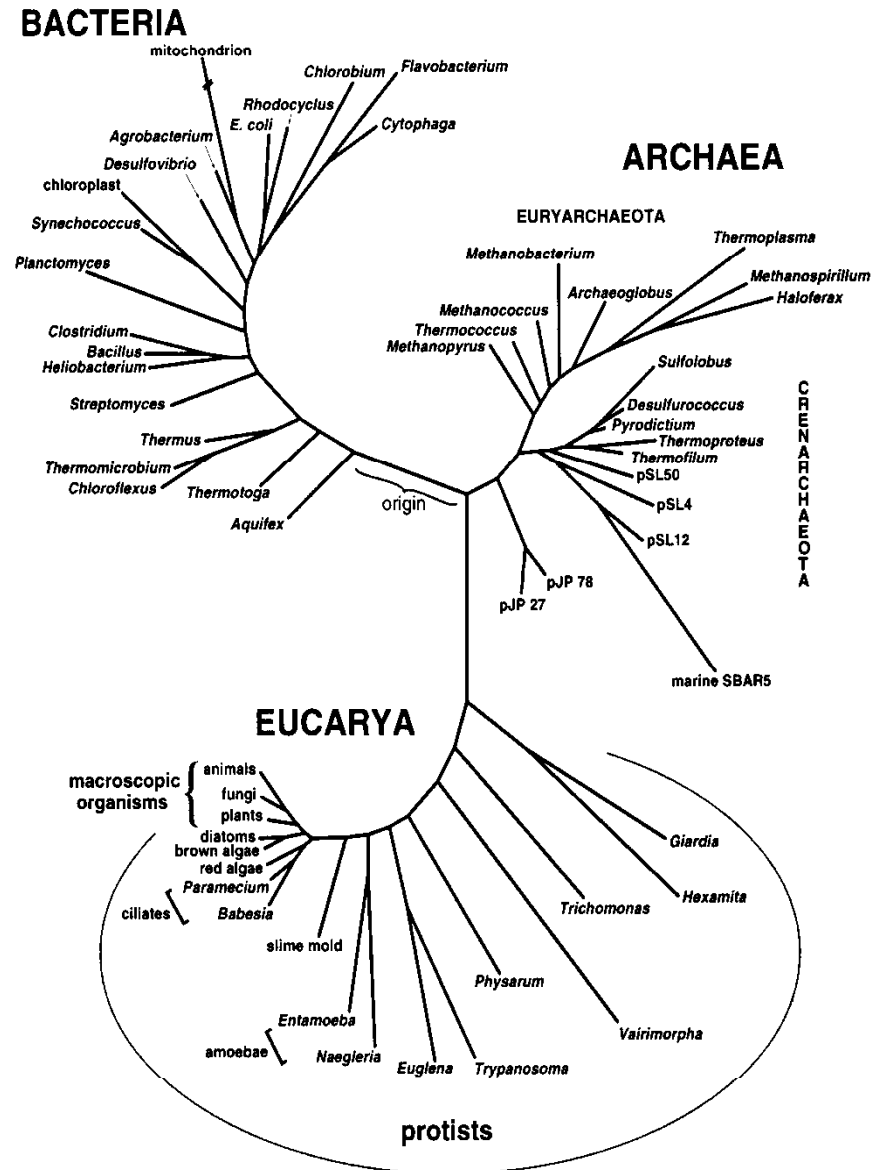 BACTERIA
mitochondrion
Chlorobium
Flavobacterium
Rhodocyclus
E. coli
Cytophaga
Agrobacterium
Desulfovibrio
chloroplast
Synechococcus
Planctomyces
Clostridium
Bacillus
Heliobacterium
Streptomyces
Thermus
Thermomicrobium
Chloroflexus
Thermotoga
Aquifex
origin
ARCHAEA
EURYARCHAEOTA
Methanobacterium
Thermoplasma
Archaeoglobus
Methanospirillum
Haloferax
Methanococcus
Thermococcus
Methanopyrus
Sulfolobus
Desulfurococcus
Pyrodictium
Thermoproteus
Thermofilum
pSL50
pSL4
pSL12
pJP 78
pJP 27
marine SBAR5
CRENARCHAEOTA
EUCARYA
macroscopic
organisms
animals
fungi
plants
diatoms
brown algae
red algae
Paramecium
ciliates
Babesia
slime mold
Entamoeba
amoebae
Naegleria
Euglena
Trypanosoma
Physarum
Vairimorpha
Trichomonas
Hexamita
Giardia
protists